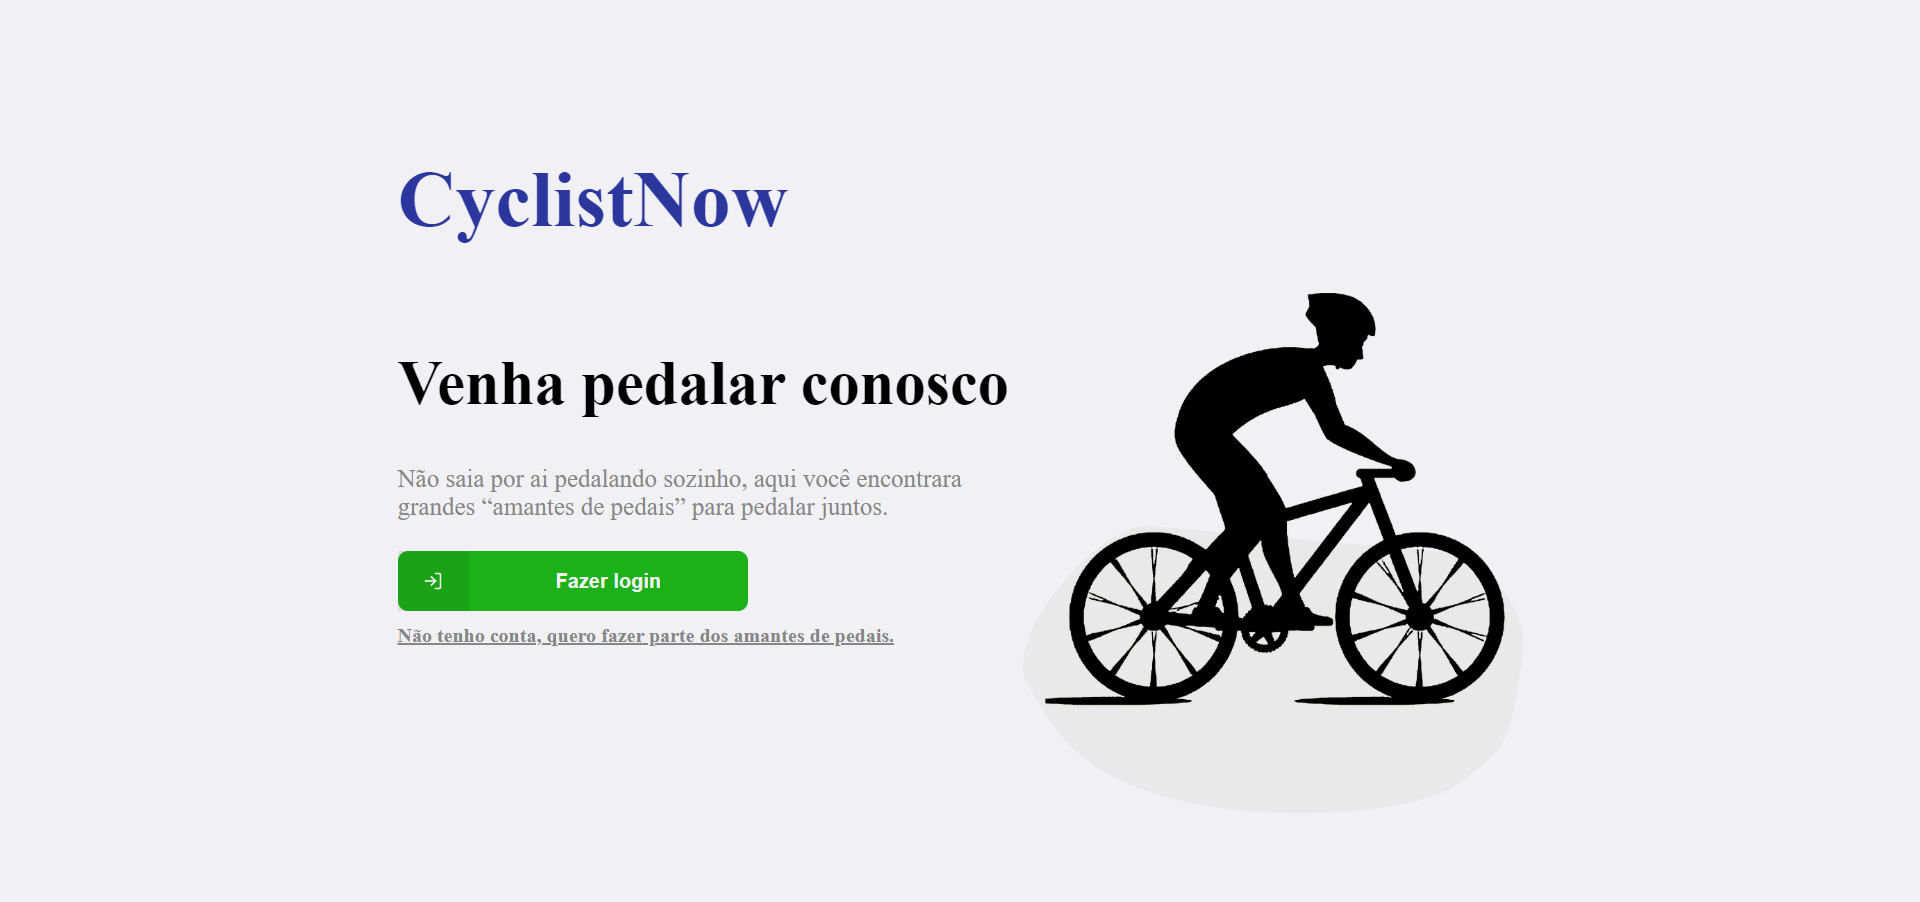 CyclistNow
Venha pedalar conosco
Não saia por ai pedalando sozinho, aqui você encontrara
grandes “amantes de pedais” para pedalar juntos.
Fazer login
Não tenho conta, quero fazer parte dos amantes de pedais.